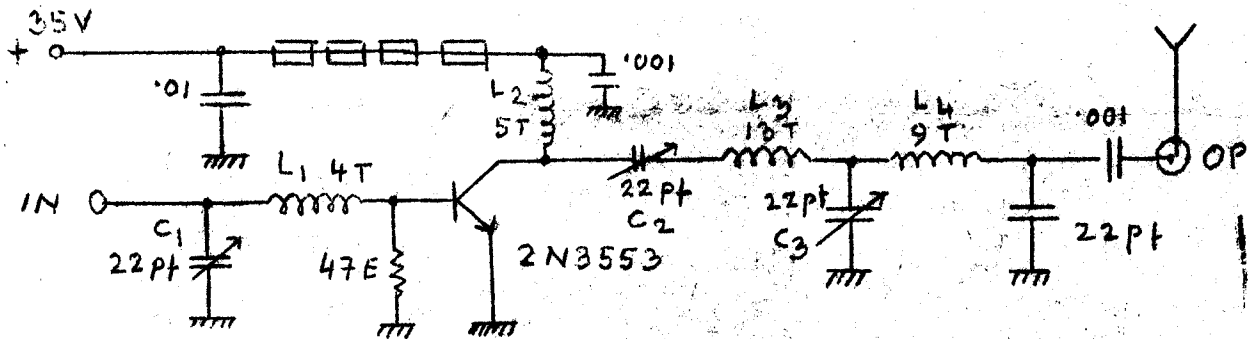 + 35V
.01
L2
5T
.001
L3
13T
L4
9T
.001
OP
IN
L1 4T
C1
22pf
47E
2N3553
22pf
C2
22pf
C3
22pf